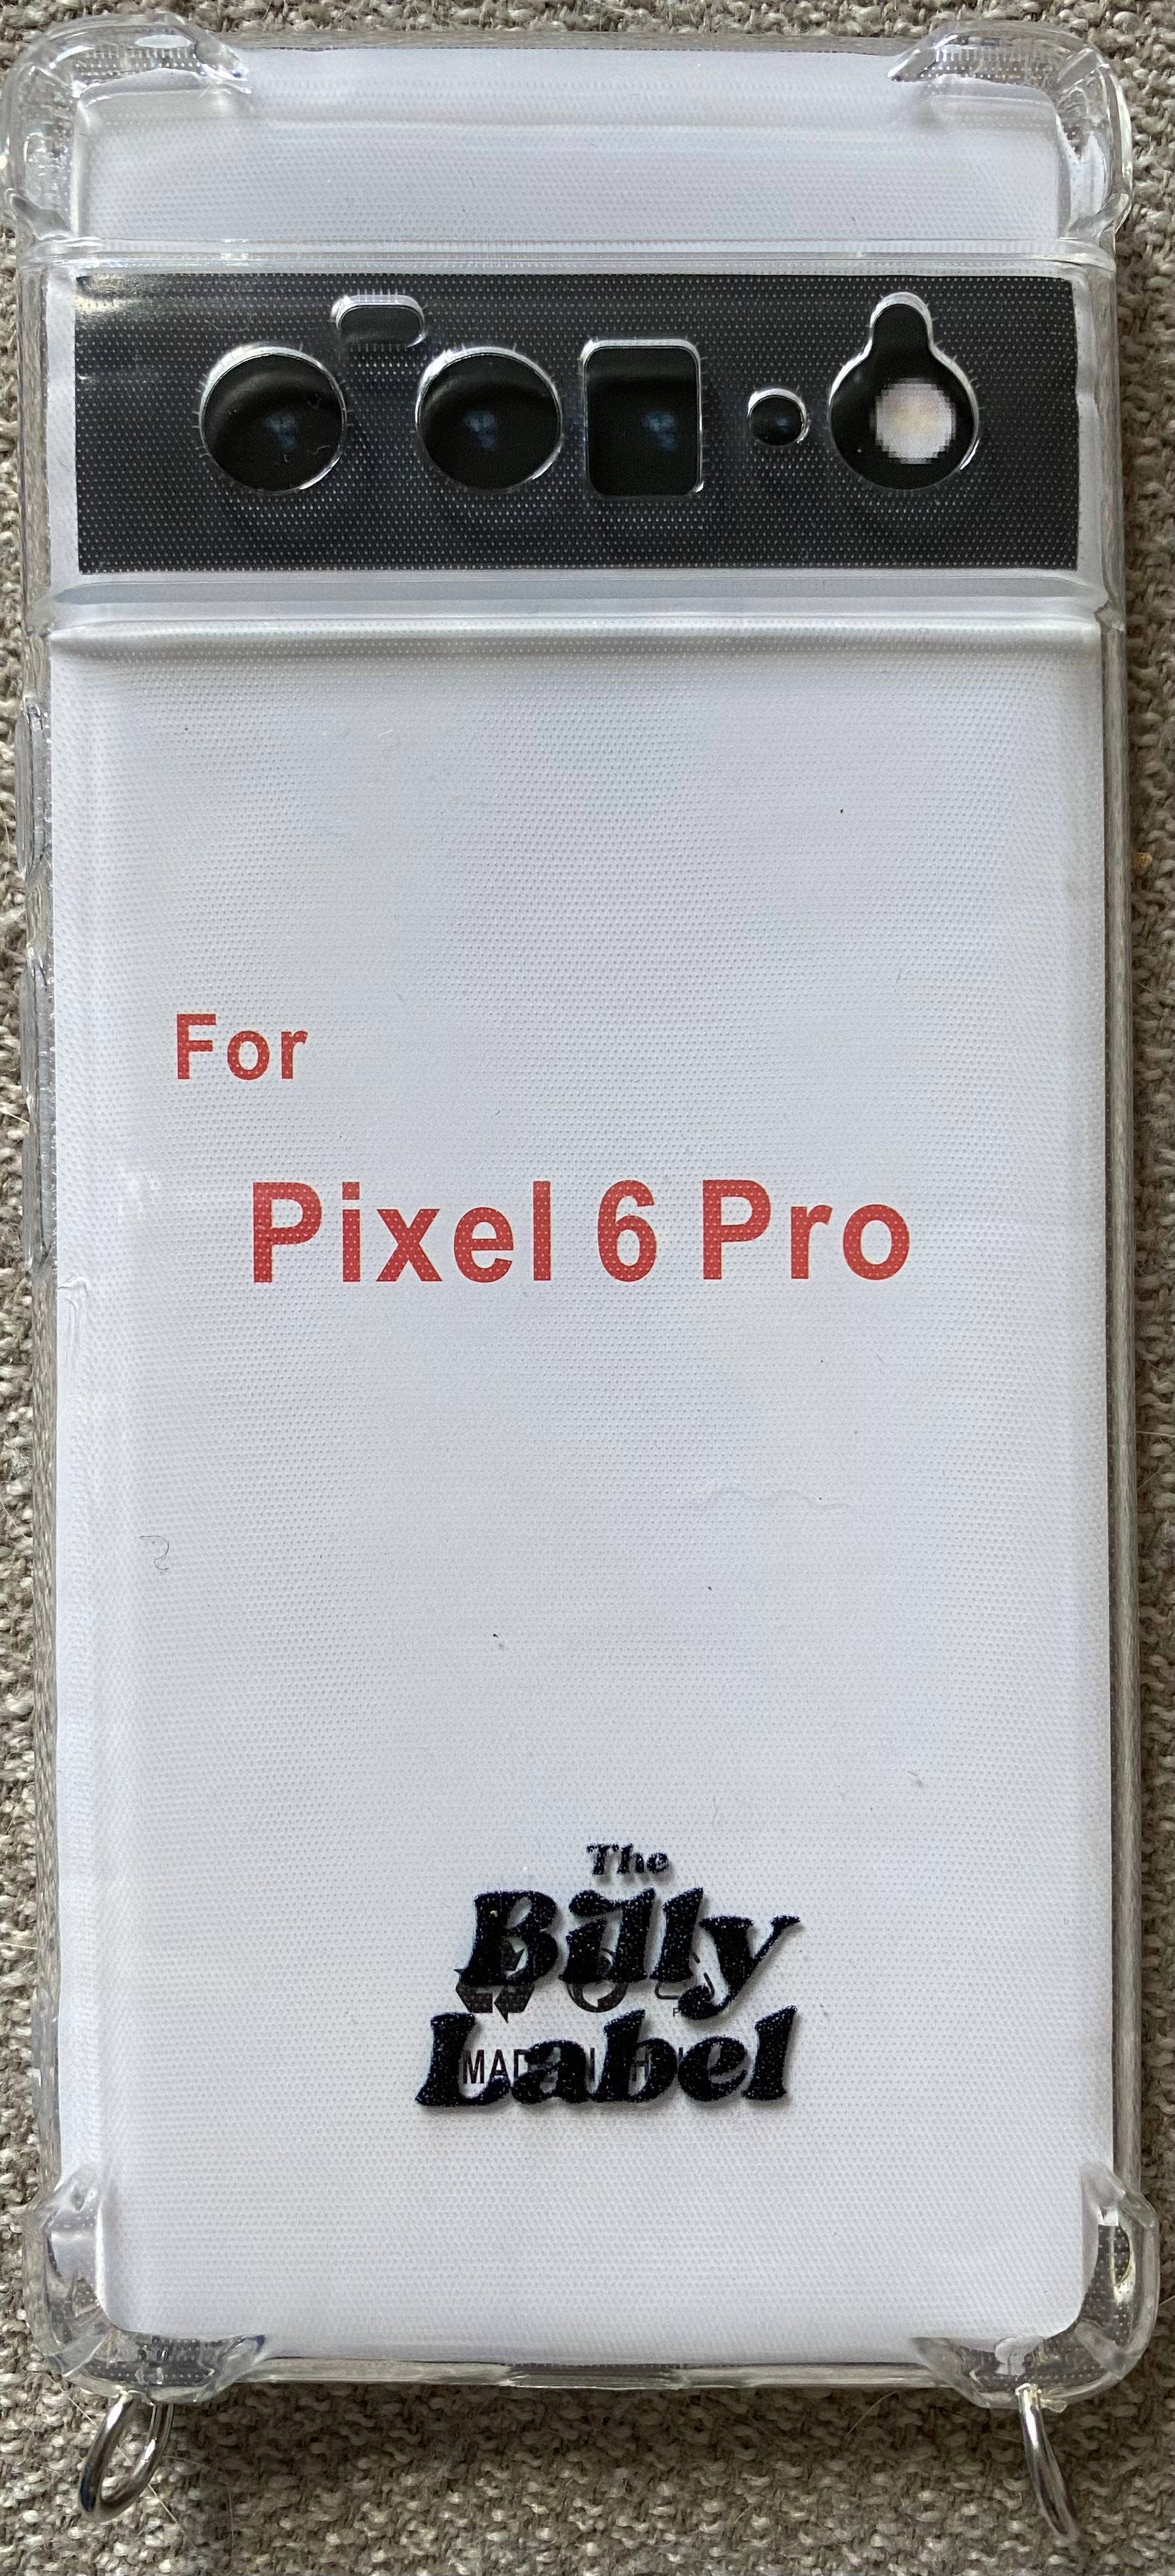 For
Pixel 6 Pro
The
Billy
Label